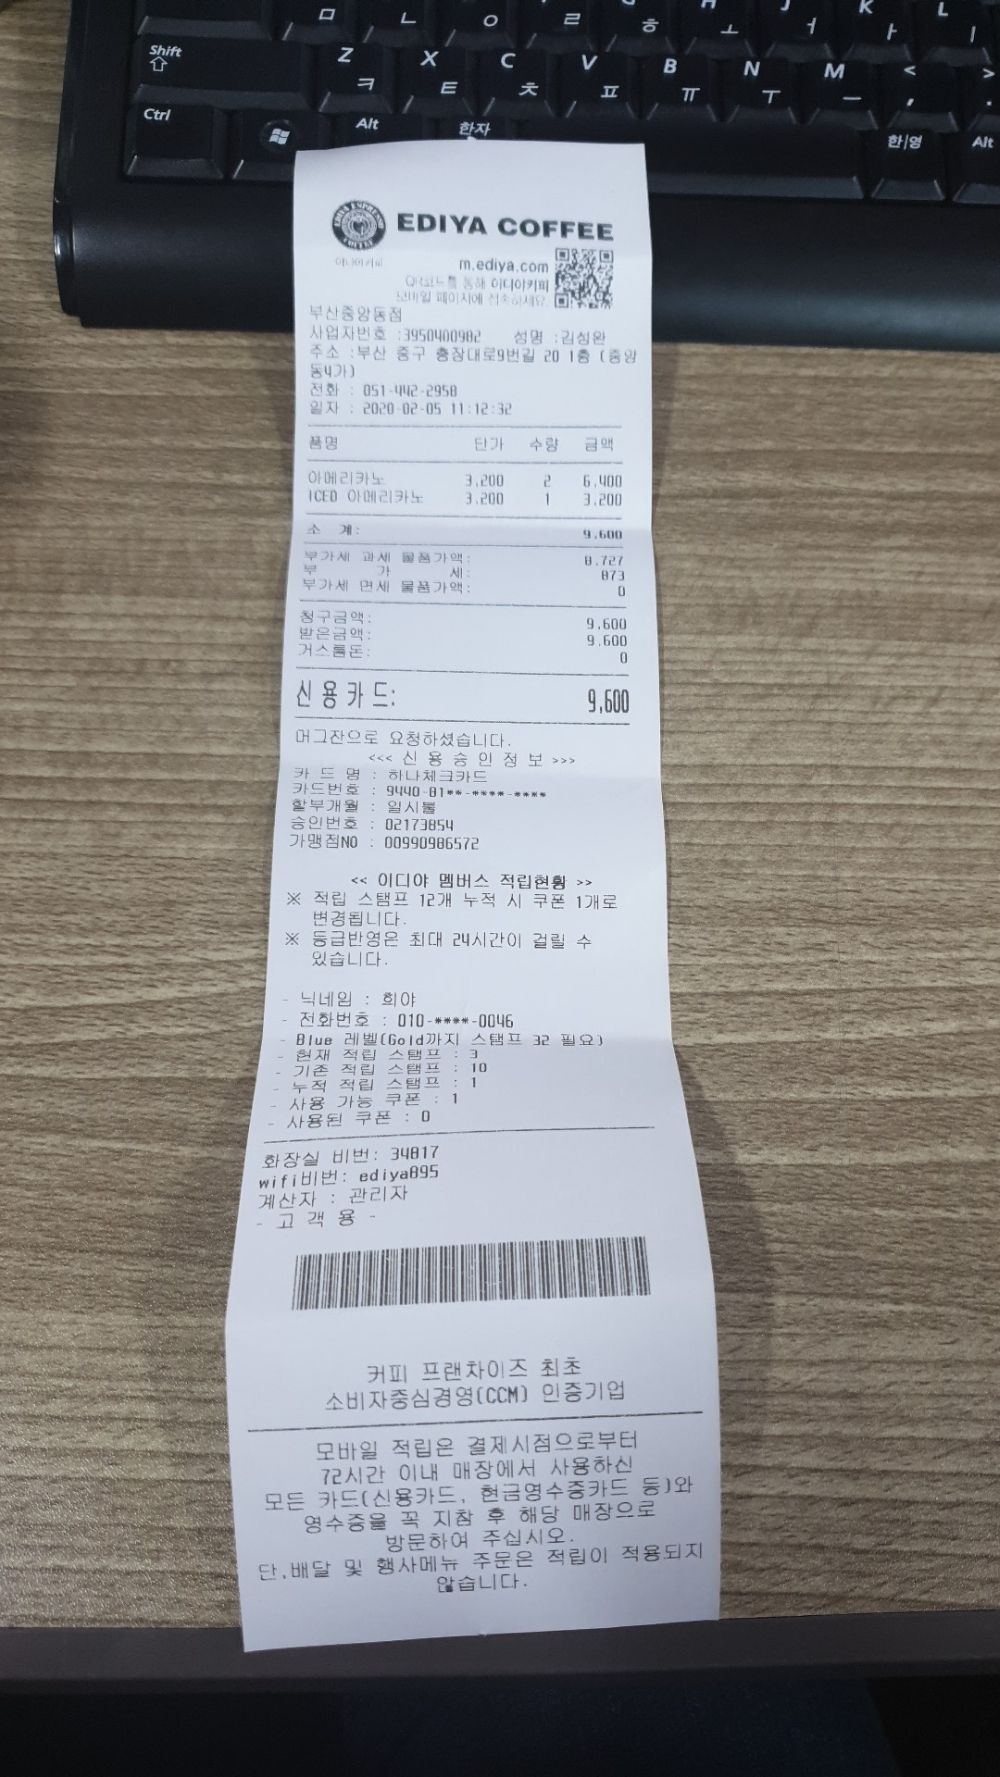 ㅁ ㄴ ㅇ ㄹ ㅎ ㅗ ㅓ ㅏ ㅣ
Shift Z ㅋ X ㅌ C ㅊ V ㅍ B ㅠ N ㅜ M ㅡ < , > .
Ctrl Alt 한자 한/영 Alt
EDIYA COFFEE
이디야커피
m.ediya.com
QR코드를 통해 이디야커피
모바일 페이지에 접속하세요.
부산중앙동점
사업자번호 :3950400982 성명 :김성완
주소 :부산 중구 충장대로9번길 20 1층 (중앙
동4가)
전화 : 051-442-2958
일자 : 2020-02-05 11:12:32
품명 단가 수량 금액
아메리카노 3,200 2 6,400
ICED 아메리카노 3,200 1 3,200
소 계: 9,600
부가세 과세 물품가액: 8,727
부 가 세: 873
부가세 면세 물품가액: 0
청구금액: 9,600
받은금액: 9,600
거스름돈: 0
신용카드: 9,600
머그잔으로 요청하셨습니다.
<<< 신 용 승 인 정 보 >>>
카 드 명 : 하나체크카드
카드번호 : 9440-81**-****-****
할부개월 : 일시불
승인번호 : 02173854
가맹점NO : 00990986572
<< 이디야 멤버스 적립현황 >>
※ 적립 스탬프 12개 누적 시 쿠폰 1개로
변경됩니다.
※ 등급반영은 최대 24시간이 걸릴 수
있습니다.
- 닉네임 : 희야
- 전화번호 : 010-****-0046
- Blue 레벨(Gold까지 스탬프 32 필요)
- 현재 적립 스탬프 : 3
- 기존 적립 스탬프 : 10
- 누적 적립 스탬프 : 1
- 사용 가능 쿠폰 : 1
- 사용된 쿠폰 : 0
화장실 비번: 34817
wifi비번: ediya895
계산자 : 관리자
- 고 객 용 -
커피 프랜차이즈 최초
소비자중심경영(CCM) 인증기업
모바일 적립은 결제시점으로부터
72시간 이내 매장에서 사용하신
모든 카드(신용카드, 현금영수증카드 등)와
영수증을 꼭 지참 후 해당 매장으로
방문하여 주십시오.
단,배달 및 행사메뉴 주문은 적립이 적용되지
않습니다.